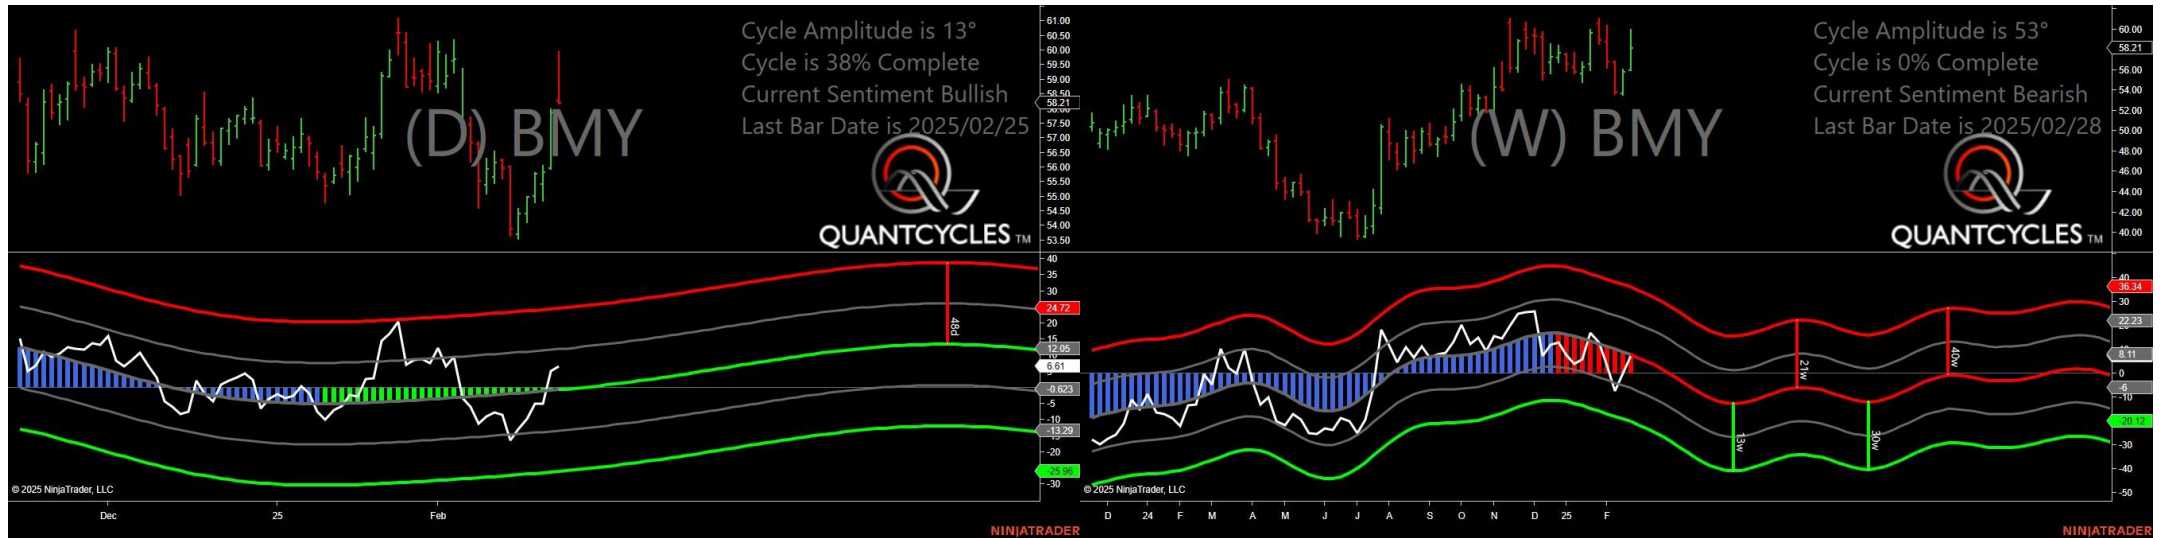 Cycle Amplitude is 13°
Cycle is 38% Complete
Current Sentiment Bullish
Last Bar Date is 2025/02/25
(D) BMY
QUANTCYCLES TM
61.00
60.50
60.00
59.50
59.00
58.50
58.21
58.00
57.50
57.00
56.50
56.00
55.50
55.00
54.50
54.00
53.50
40
35
30
24.72
20
15
12.05
6.61
-0.623
-5
-10
-13.29
-20
-25.96
-30
48d
© 2025 NinjaTrader, LLC
Dec
25
Feb
NINJATRADER
Cycle Amplitude is 53°
Cycle is 0% Complete
Current Sentiment Bearish
Last Bar Date is 2025/02/28
(W) BMY
QUANTCYCLES TM
60.00
58.21
56.00
54.00
52.00
50.00
48.00
46.00
44.00
42.00
40.00
40
36.34
30
22.23
8.11
0
-6
-10
-20.12
-30
-40
-50
21w
40w
13w
30w
© 2025 NinjaTrader, LLC
D 24 F M A M J J A S O N D 25 F
NINJATRADER